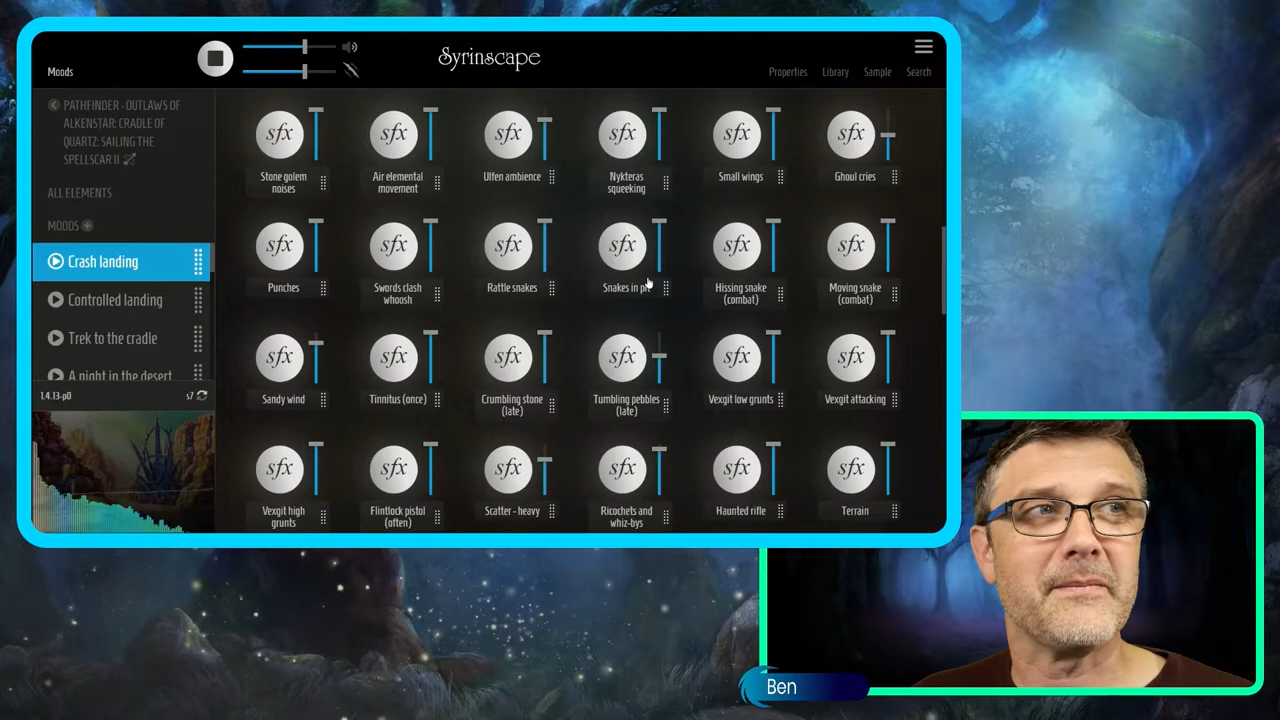 Syrinscape
Moods
Properties
Library
Sample
Search
PATHFINDER - OUTLAWS OF
ALKENSTAR: CRADLE OF
QUARTZ: SAILING THE
SPELLSCAR II
ALL ELEMENTS
MOODS
Crash landing
Controlled landing
Trek to the cradle
A night in the desert
1.4.13-p0
s7
sfx
sfx
sfx
sfx
sfx
sfx
Stone golem
noises
Air elemental
movement
Ulfen ambience
Nykteras
squeeking
Small wings
Ghoul cries
sfx
sfx
sfx
sfx
sfx
sfx
Punches
Swords clash
whoosh
Rattle snakes
Snakes in
Hissing snake
(combat)
Moving snake
(combat)
sfx
sfx
sfx
sfx
sfx
sfx
Sandy wind
Tinnitus (once)
Crumbling stone
(late)
Tumbling pebbles
(late)
Vexgit low grunts
Vexgit attacking
sfx
sfx
sfx
sfx
sfx
sfx
Vexgit high
grunts
Flintlock pistol
(often)
Scatter - heavy
Ricochets and
whiz-bys
Haunted rifle
Terrain
Ben